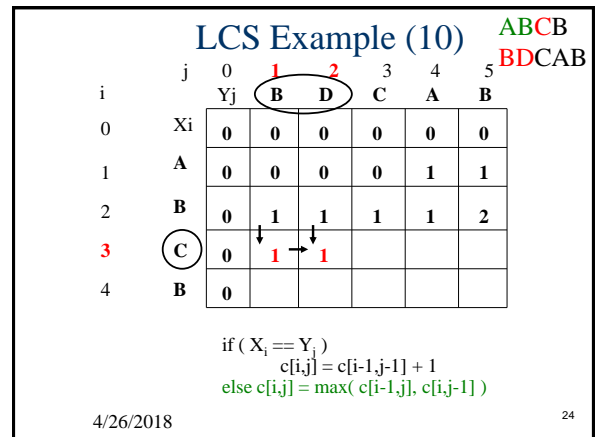 LCS Example (10)
ABCB
BDCAB
j 0 1 2 3 4 5
i Yj B D C A B
0 Xi 0 0 0 0 0 0
1 A 0 0 0 0 1 1
2 B 0 1 1 1 1 2
3 C 0 1 1
4 B 0
if ( Xi == Yj )
c[i,j] = c[i-1,j-1] + 1
else c[i,j] = max( c[i-1,j], c[i,j-1] )
4/26/2018 24